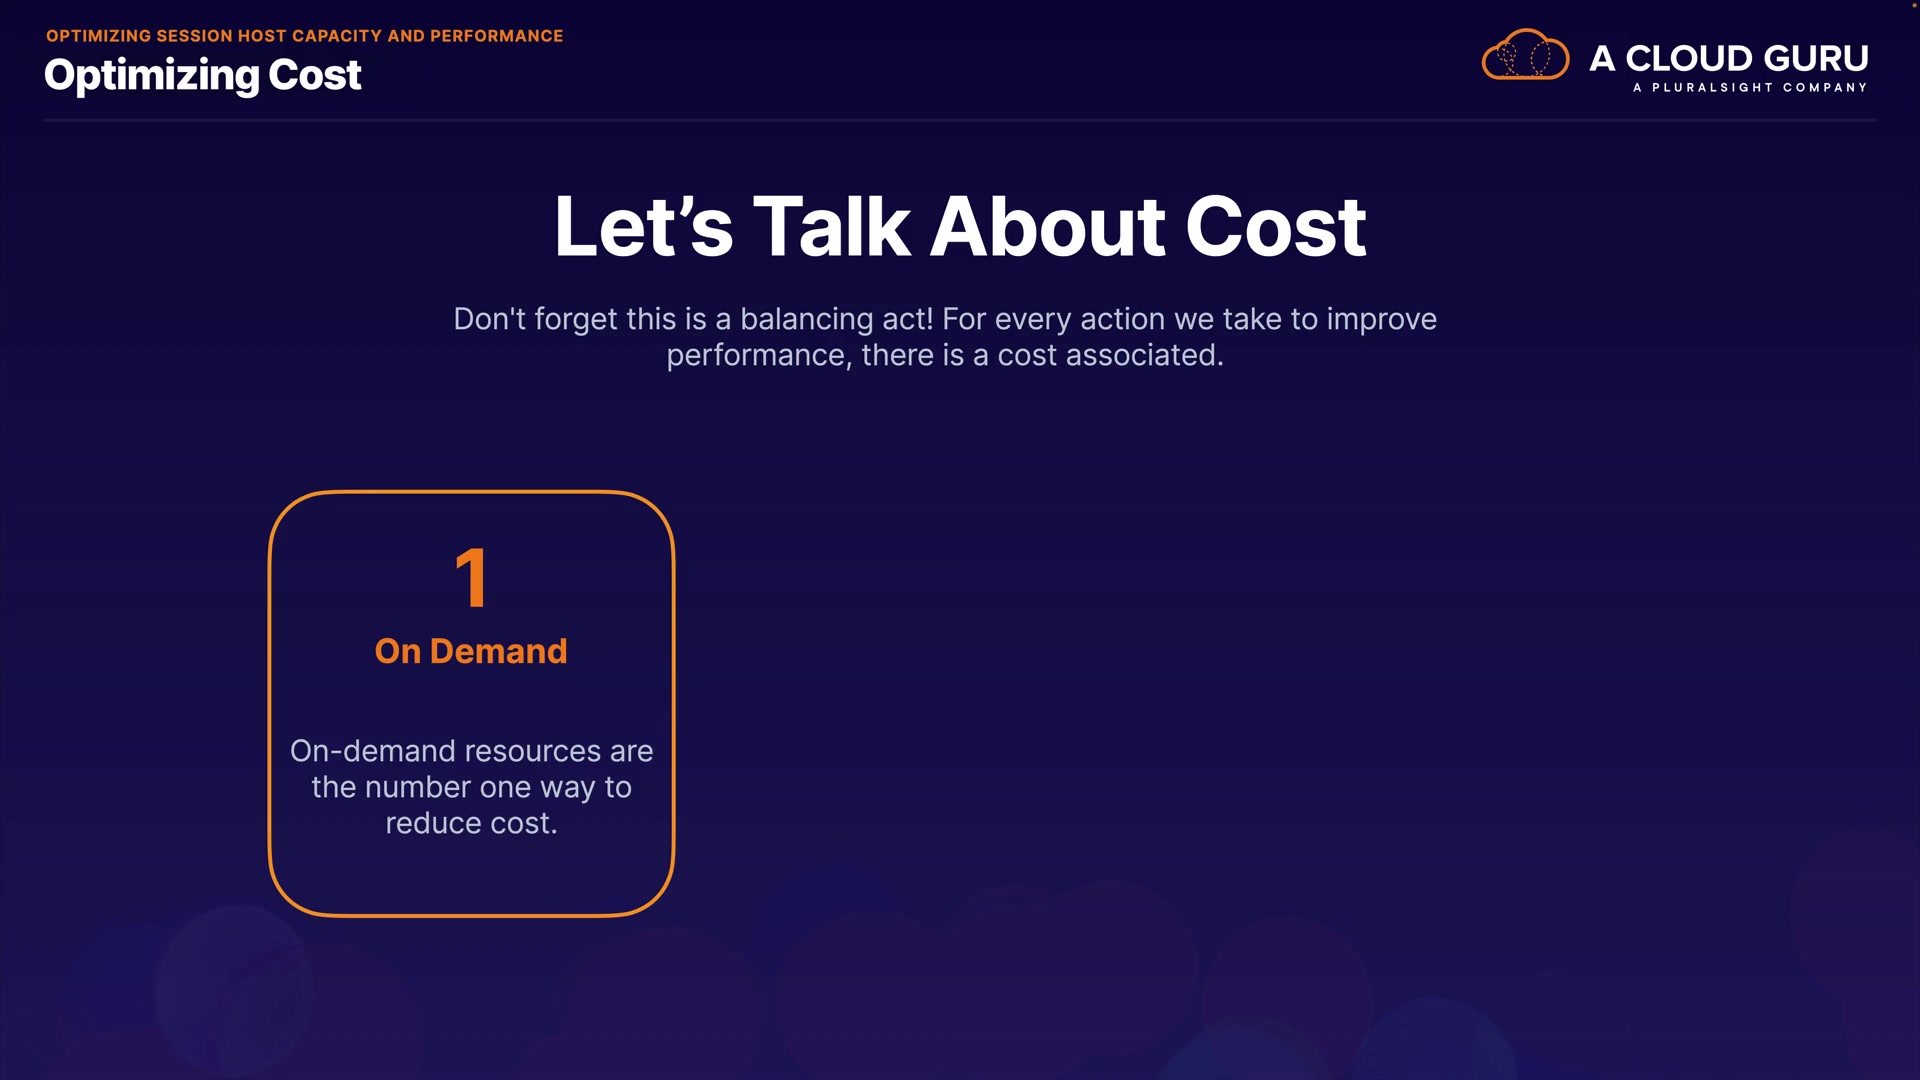 OPTIMIZING SESSION HOST CAPACITY AND PERFORMANCE
Optimizing Cost
A CLOUD GURU
A PLURALSIGHT COMPANY
Let’s Talk About Cost
Don't forget this is a balancing act! For every action we take to improve
performance, there is a cost associated.
1
On Demand
On-demand resources are
the number one way to
reduce cost.